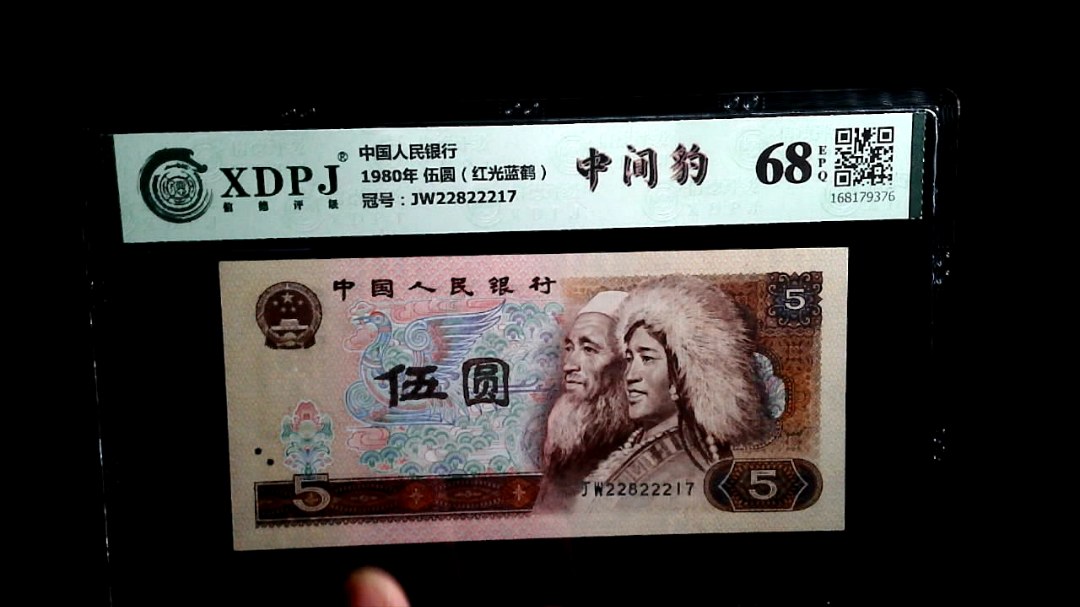 XDPJ®
信德评级
中国人民银行
1980年 伍圆（红光蓝鹤）
冠号：JW22822217
中间豹
68
EPQ
168179376
中国人民银行
5
伍圆
5
JW22822217
5